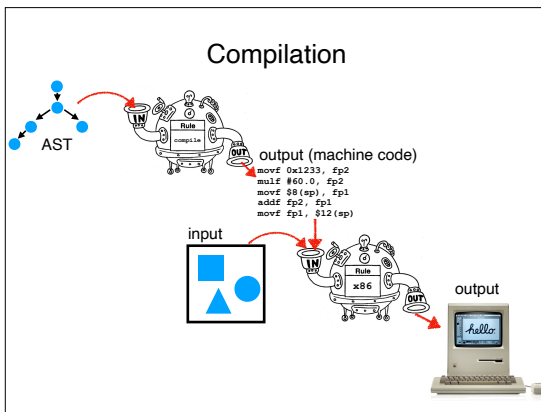 Compilation
IN
Rule
compile
OUT
AST
output (machine code)
movf 0x1233, fp2
mulf #60.0, fp2
movf $8(sp), fp1
addf fp2, fp1
movf fp1, $12(sp)
input
IN
Rule
x86
OUT
output
hello.